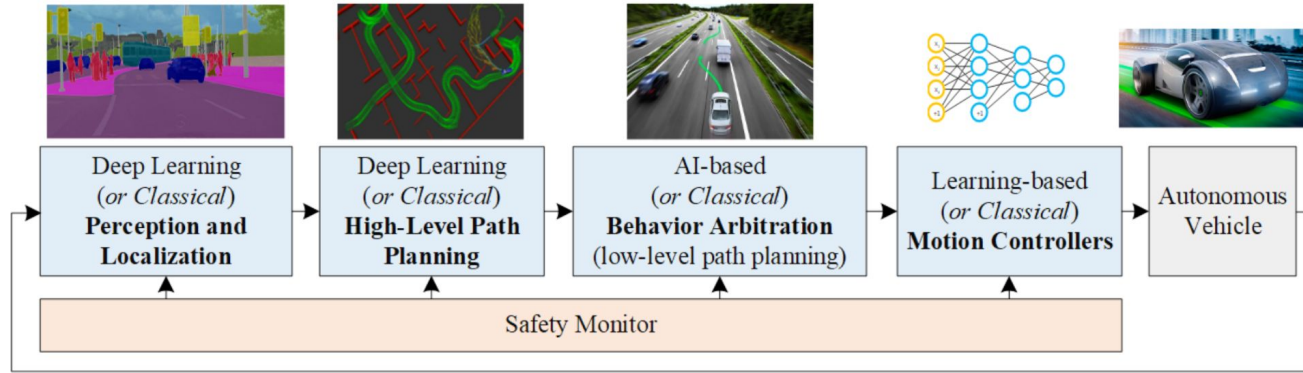 Deep Learning
(or Classical)
Perception and
Localization
Deep Learning
(or Classical)
High-Level Path
Planning
AI-based
(or Classical)
Behavior Arbitration
(low-level path planning)
Learning-based
(or Classical)
Motion Controllers
Autonomous
Vehicle
Safety Monitor